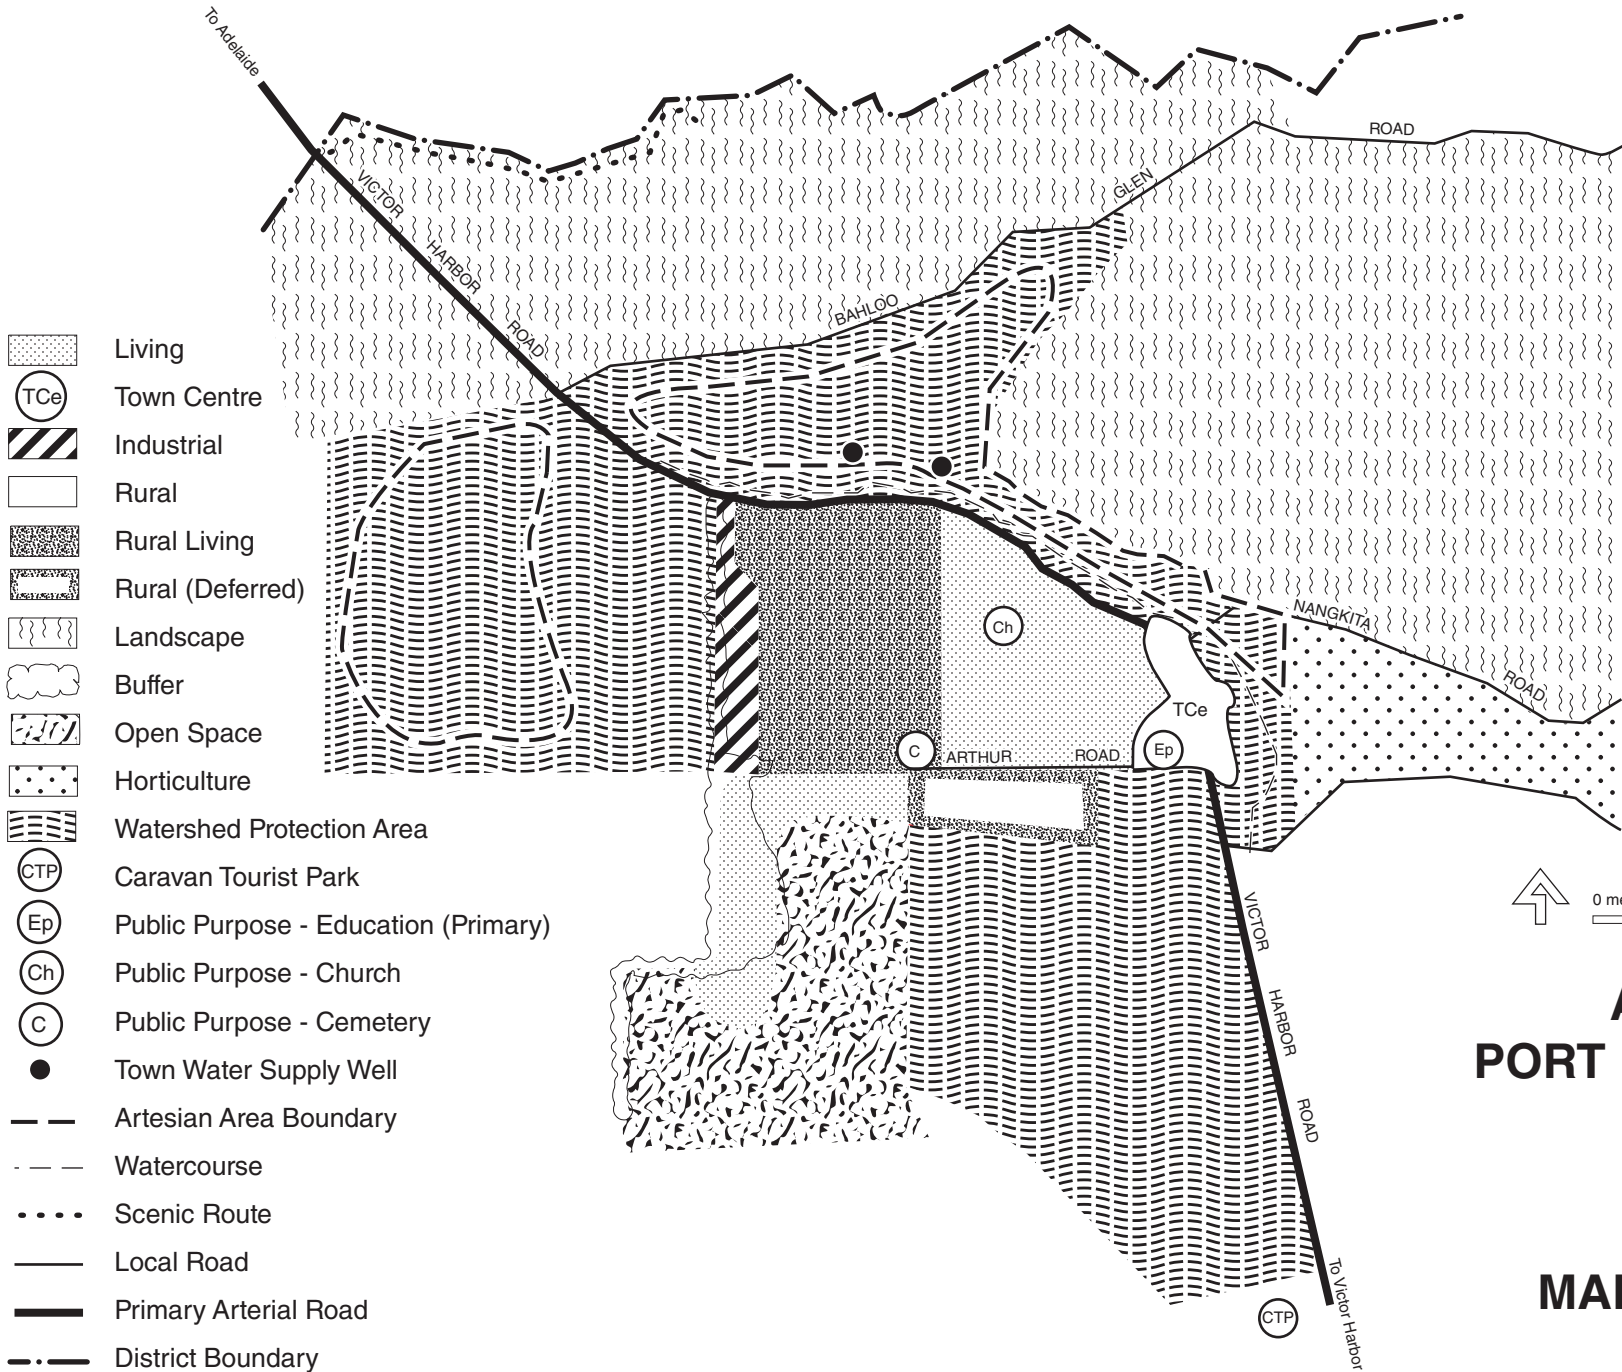 To Adelaide
VICTOR
HARBOR
ROAD
BAHLOO
GLEN
ROAD
NANGKITA
ROAD
Ch
TCe
Ep
C
ARTHUR
ROAD
VICTOR
HARBOR
ROAD
To Victor Harbor
CTP
Living
TCe Town Centre
Industrial
Rural
Rural Living
Rural (Deferred)
Landscape
Buffer
Open Space
Horticulture
Watershed Protection Area
CTP Caravan Tourist Park
Ep Public Purpose - Education (Primary)
Ch Public Purpose - Church
C Public Purpose - Cemetery
Town Water Supply Well
Artesian Area Boundary
Watercourse
Scenic Route
Local Road
Primary Arterial Road
District Boundary
0
PORT